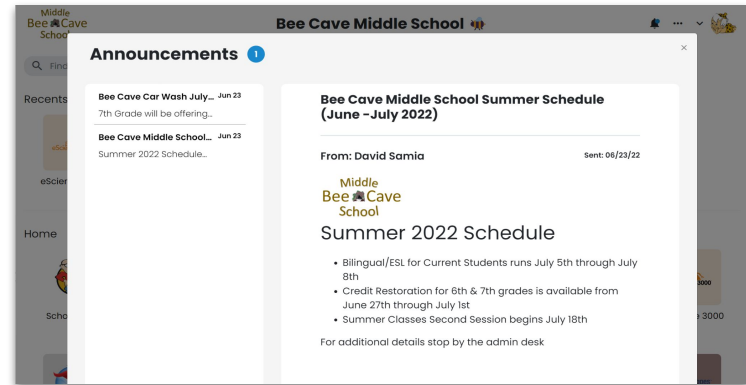 Middle
Bee Cave
School
Bee Cave Middle School
Find
Recents
eScien
Home
Scho
3000
3000
Announcements 1
Bee Cave Car Wash July... Jun 23
7th Grade will be offering...
Bee Cave Middle School... Jun 23
Summer 2022 Schedule...
Bee Cave Middle School Summer Schedule
(June -July 2022)
From: David Samia Sent: 06/23/22
Middle
Bee Cave
School
Summer 2022 Schedule
• Bilingual/ESL for Current Students runs July 5th through July
8th
• Credit Restoration for 6th & 7th grades is available from
June 27th through July 1st
• Summer Classes Second Session begins July 18th
For additional details stop by the admin desk